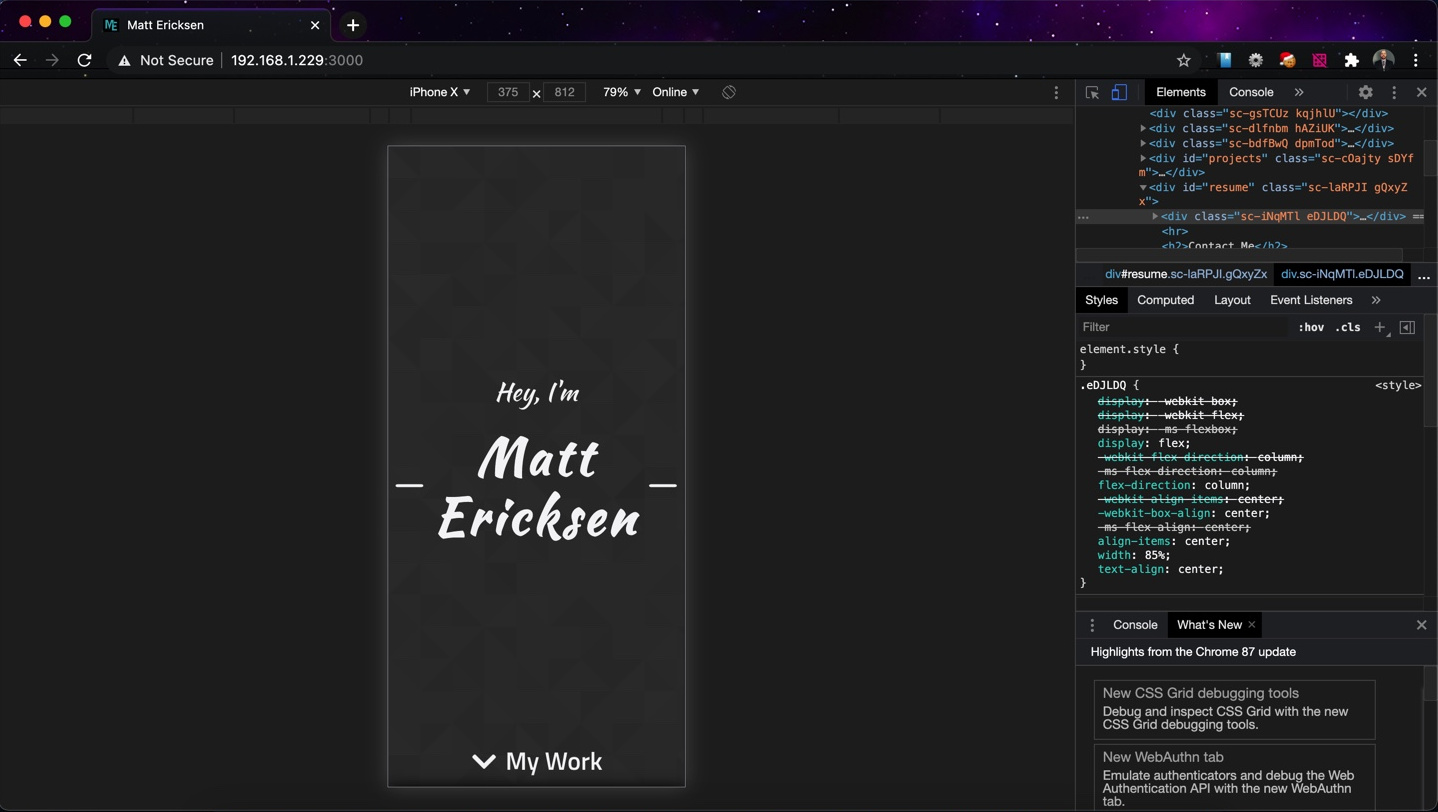 Matt Ericksen
Not Secure 192.168.1.229:3000
iPhone X 375 x 812 79% Online
Elements Console »
<div class="sc-gsTCUz kqjhlU"></div>
<div class="sc-dlfnbm hAZiUK">…</div>
<div class="sc-bdfBwQ dpmTod">…</div>
<div id="projects" class="sc-cOajty sDYf
m">…</div>
<div id="resume" class="sc-laRPJI gQxyZ
x">
<div class="sc-iNqMTl eDJLDQ">…</div> ==
<hr>
<h2>Contact Me</h2>
div#resume.sc-laRPJI.gQxyZx div.sc-iNqMTl.eDJLDQ ...
Styles Computed Layout Event Listeners »
Filter :hov .cls +
element.style {
}
.eDJLDQ { <style>
display: -webkit-box;
display: -webkit-flex;
display: -ms-flexbox;
display: flex;
-webkit-flex-direction: column;
-ms-flex-direction: column;
flex-direction: column;
-webkit-align-items: center;
-webkit-box-align: center;
-ms-flex-align: center;
align-items: center;
width: 85%;
text-align: center;
}
Console What's New
Highlights from the Chrome 87 update
New CSS Grid debugging tools
Debug and inspect CSS Grid with the new
CSS Grid debugging tools.
New WebAuthn tab
Emulate authenticators and debug the Web
Authentication API with the new WebAuthn
tab.
Hey, I'm
Matt
Ericksen
My Work